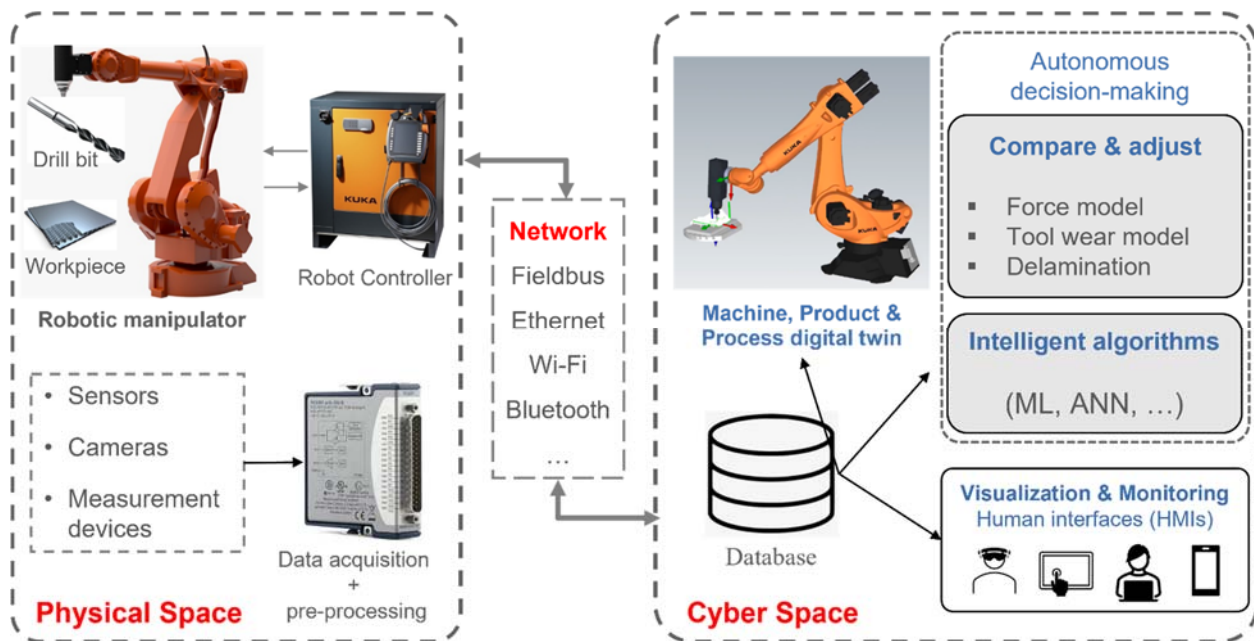 Drill bit
Workpiece
Robotic manipulator
KUKA
Robot Controller
• Sensors
• Cameras
• Measurement
devices
Data acquisition
+
pre-processing
Physical Space
Network
Fieldbus
Ethernet
Wi-Fi
Bluetooth
...
KUKA
KUKA
Machine, Product &
Process digital twin
Database
Cyber Space
Autonomous
decision-making
Compare & adjust
▪ Force model
▪ Tool wear model
▪ Delamination
Intelligent algorithms
(ML, ANN, …)
Visualization & Monitoring
Human interfaces (HMIs)